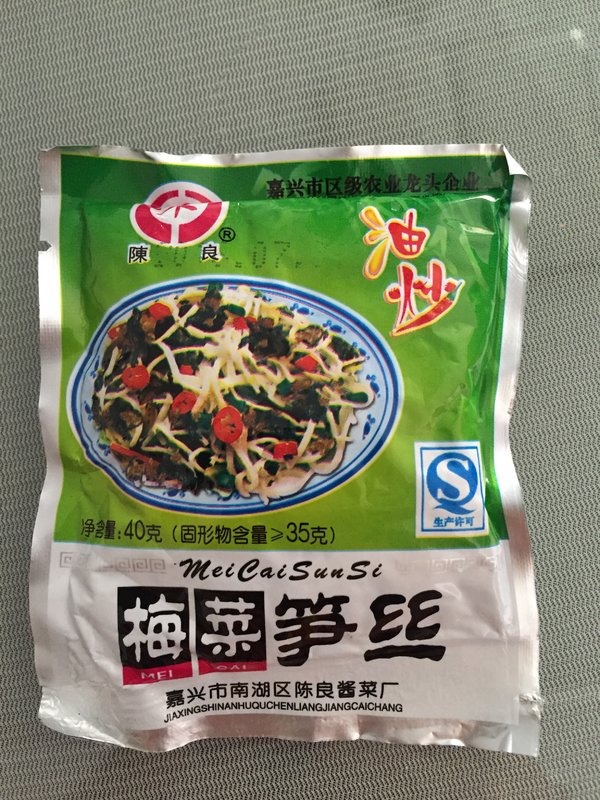 嘉兴市区级农业龙头企业
陳 良 ®
油炒
生产许可
净含量:40克(固形物含量≥35克)
MeiCaiSunSi
梅菜笋丝
MEI CAI
嘉兴市南湖区陈良酱菜厂
JIAXINGSHINANHUQUCHENLIANGJIANGCAICHANG